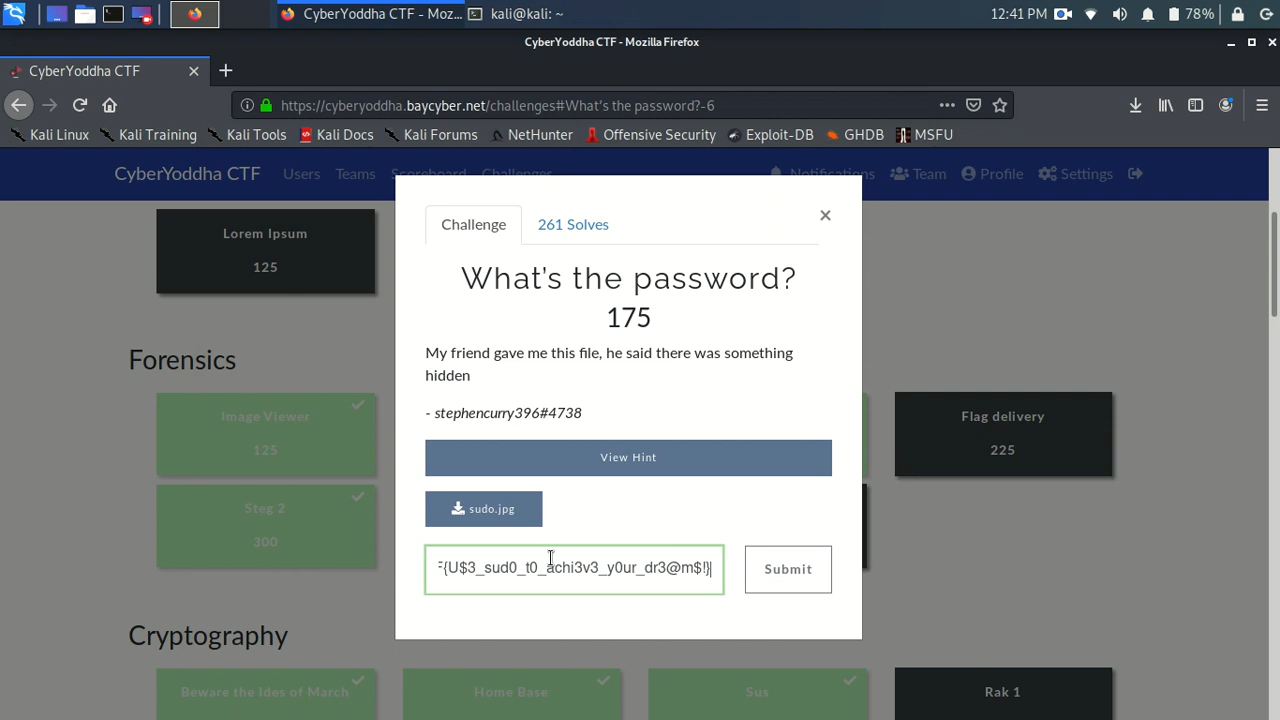 CyberYoddha CTF - Moz...
kali@kali: ~
12:41 PM
78%
CyberYoddha CTF - Mozilla Firefox
CyberYoddha CTF
https://cyberyoddha.baycyber.net/challenges#What's the password?-6
Kali Linux
Kali Training
Kali Tools
Kali Docs
Kali Forums
NetHunter
Offensive Security
Exploit-DB
GHDB
MSFU
CyberYoddha CTF
Users
Teams
Scoreboard
Challenges
Notifications
Team
Profile
Settings
Lorem Ipsum
125
Challenge
261 Solves
×
What's the password?
175
My friend gave me this file, he said there was something
hidden
- stephencurry396#4738
View Hint
sudo.jpg
F{U$3_sud0_t0_achi3v3_y0ur_dr3@m$!}
Submit
Forensics
Image Viewer
125
Flag delivery
225
Steg 2
300
Cryptography
Beware the Ides of March
Home Base
Sus
Rak 1